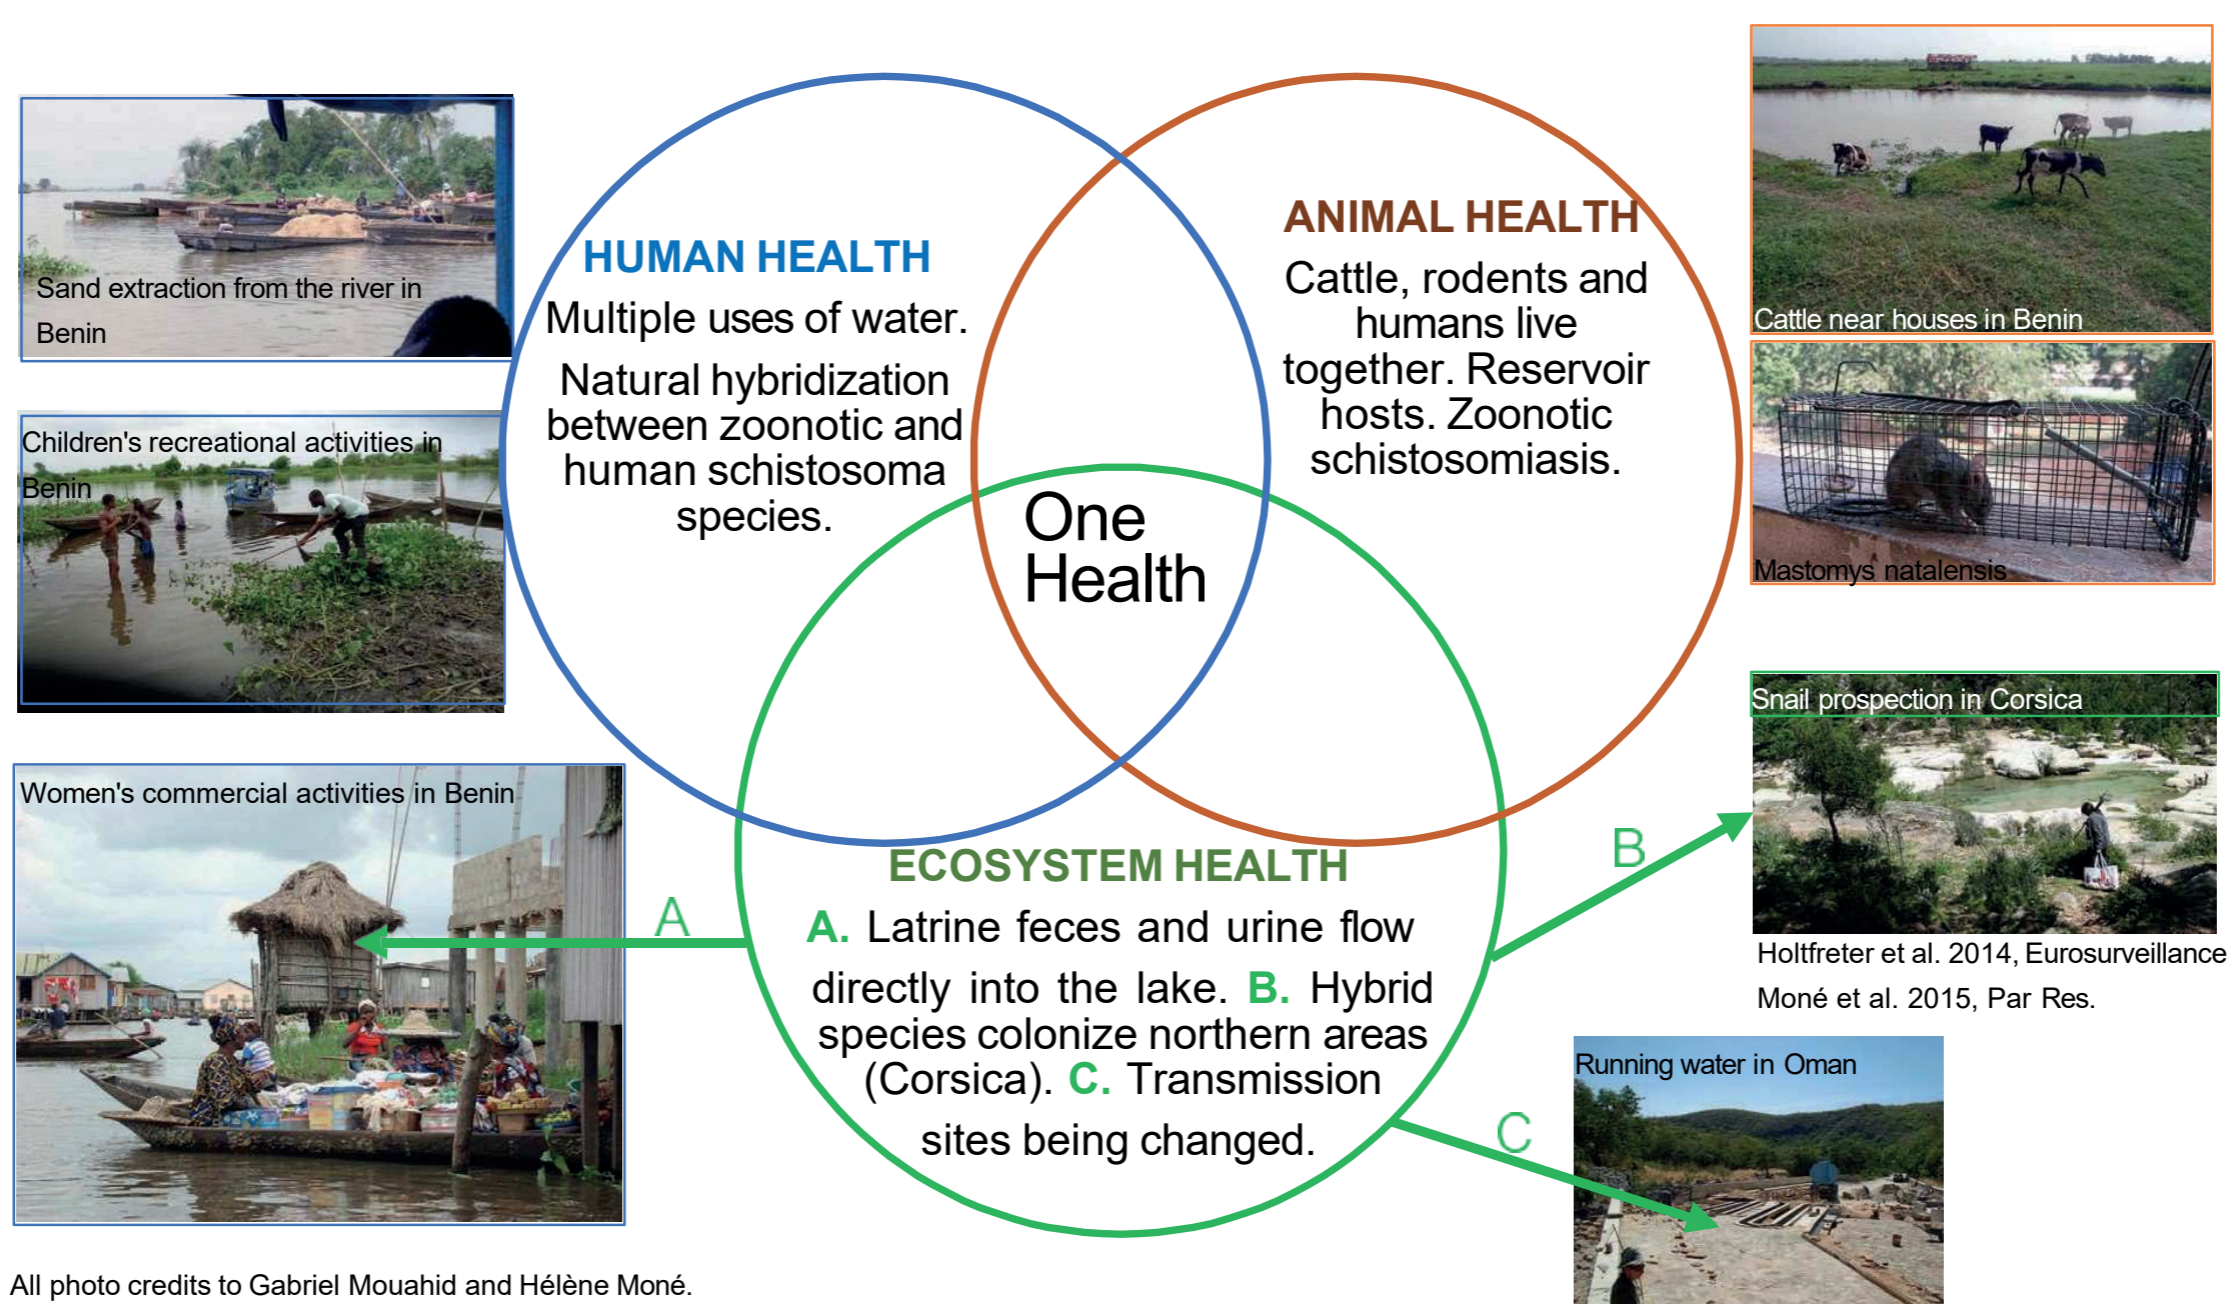 Sand extraction from the river in
Benin
Children's recreational activities in
Benin
Women's commercial activities in Benin
HUMAN HEALTH
Multiple uses of water.
Natural hybridization
between zoonotic and
human schistosoma
species.
ANIMAL HEALTH
Cattle, rodents and
humans live
together. Reservoir
hosts. Zoonotic
schistosomiasis.
One
Health
ECOSYSTEM HEALTH
A. Latrine feces and urine flow
directly into the lake. B. Hybrid
species colonize northern areas
(Corsica). C. Transmission
sites being changed.
A
B
C
Cattle near houses in Benin
Mastomys natalensis
Snail prospection in Corsica
Holtfreter et al. 2014, Eurosurveillance
Moné et al. 2015, Par Res.
Running water in Oman
All photo credits to Gabriel Mouahid and Hélène Moné.